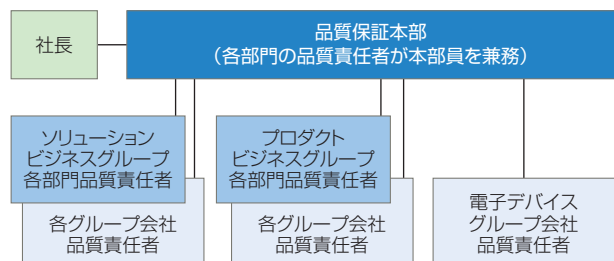 社長
品質保証本部
（各部門の品質責任者が本部員を兼務）
ソリューション
ビジネスグループ
各部門品質責任者
各グループ会社
品質責任者
プロダクト
ビジネスグループ
各部門品質責任者
各グループ会社
品質責任者
電子デバイス
グループ会社
品質責任者